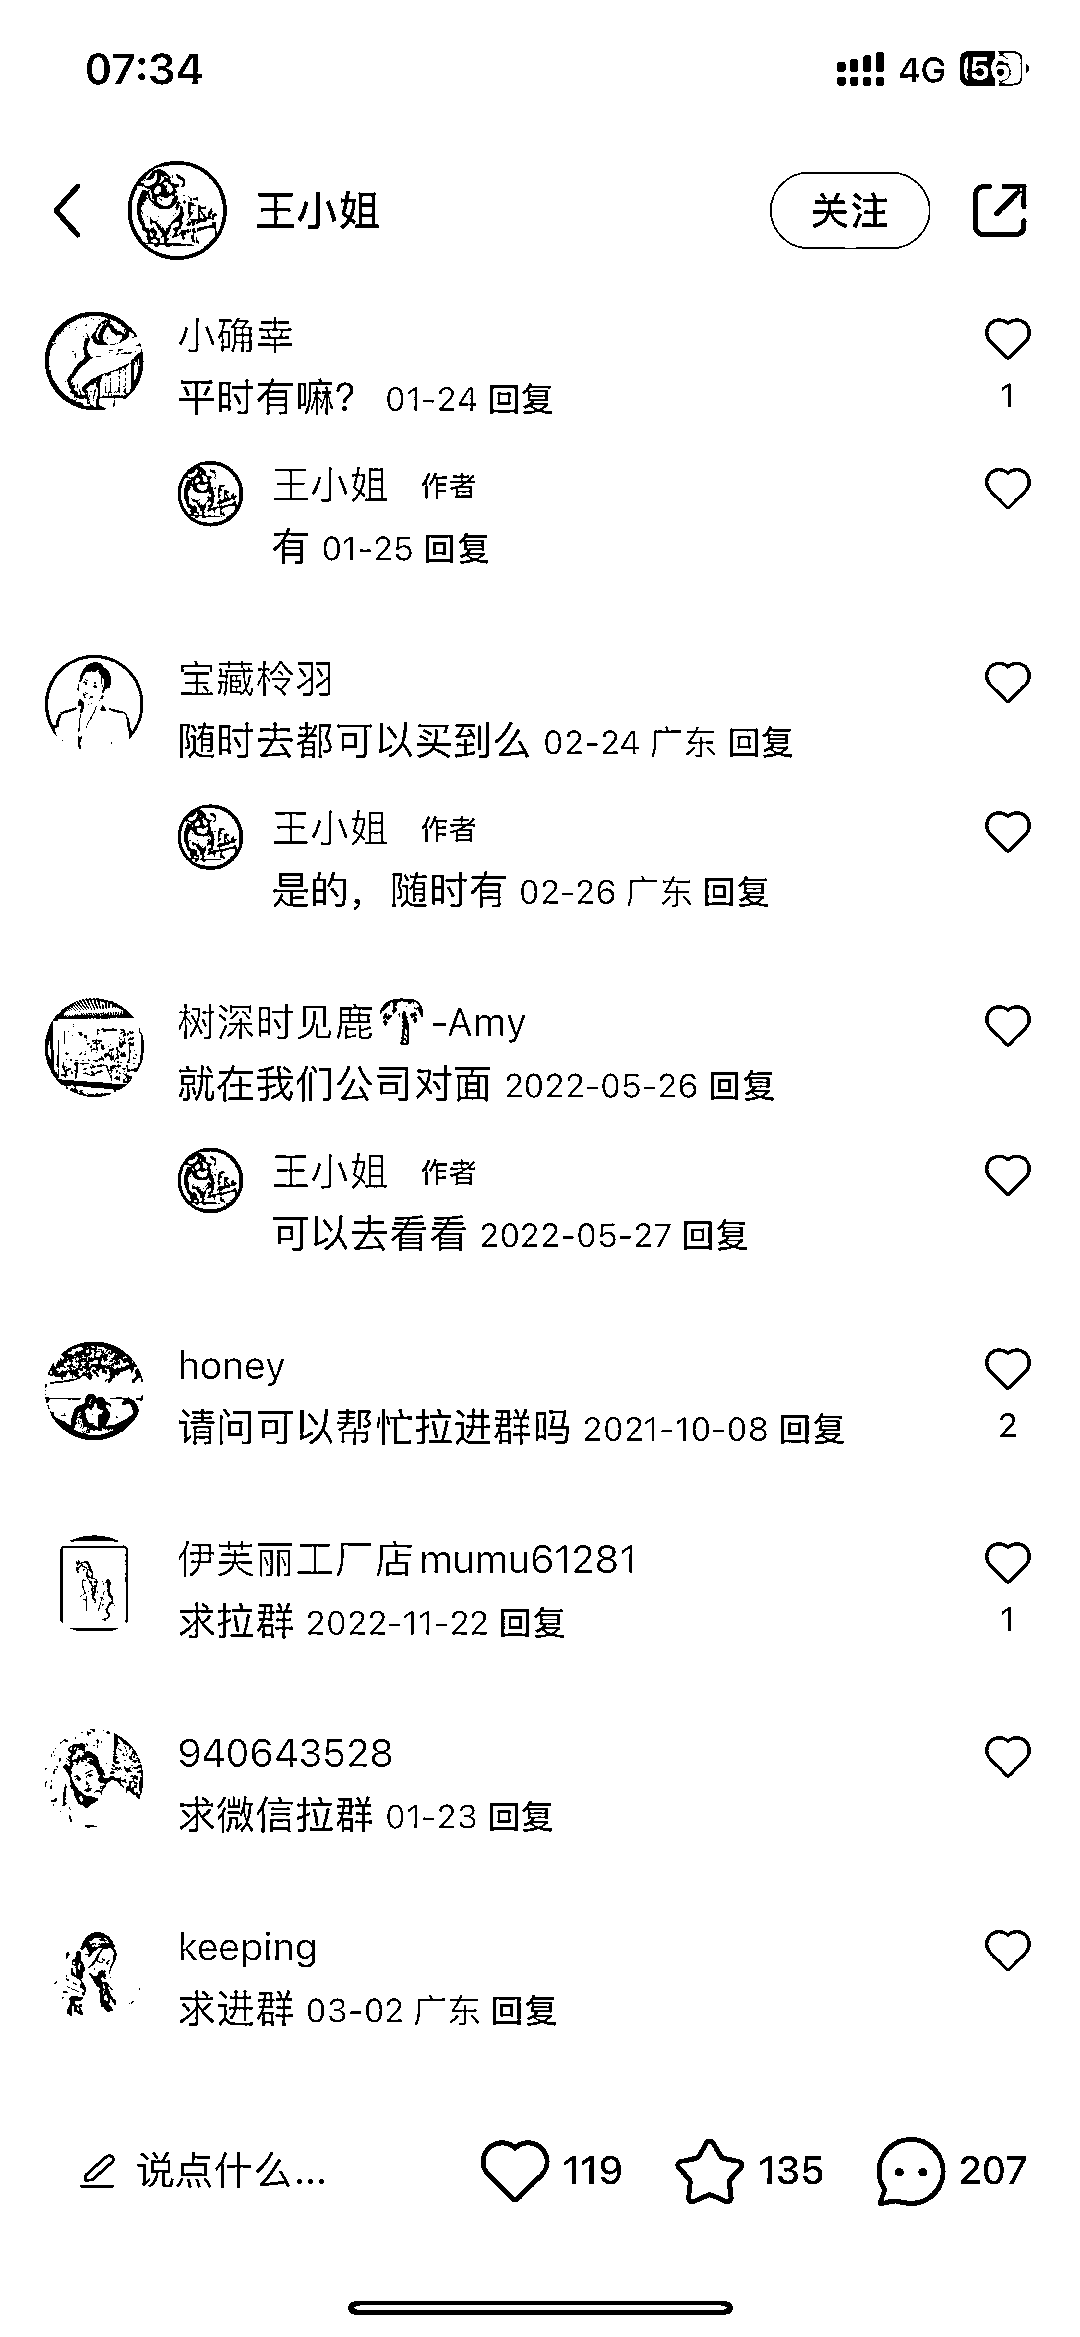 07:34 4G 56
王小姐 关注
小确幸
平时有嘛? 01-24 回复
1
王小姐 作者
有 01-25 回复
宝藏柃羽
随时去都可以买到么 02-24 广东 回复
王小姐 作者
是的，随时有 02-26 广东 回复
树深时见鹿🌴-Amy
就在我们公司对面 2022-05-26 回复
王小姐 作者
可以去看看 2022-05-27 回复
honey
请问可以帮忙拉进群吗 2021-10-08 回复
2
伊芙丽工厂店mumu61281
求拉群 2022-11-22 回复
1
940643528
求微信拉群 01-23 回复
keeping
求进群 03-02 广东 回复
说点什么... 119 135 207